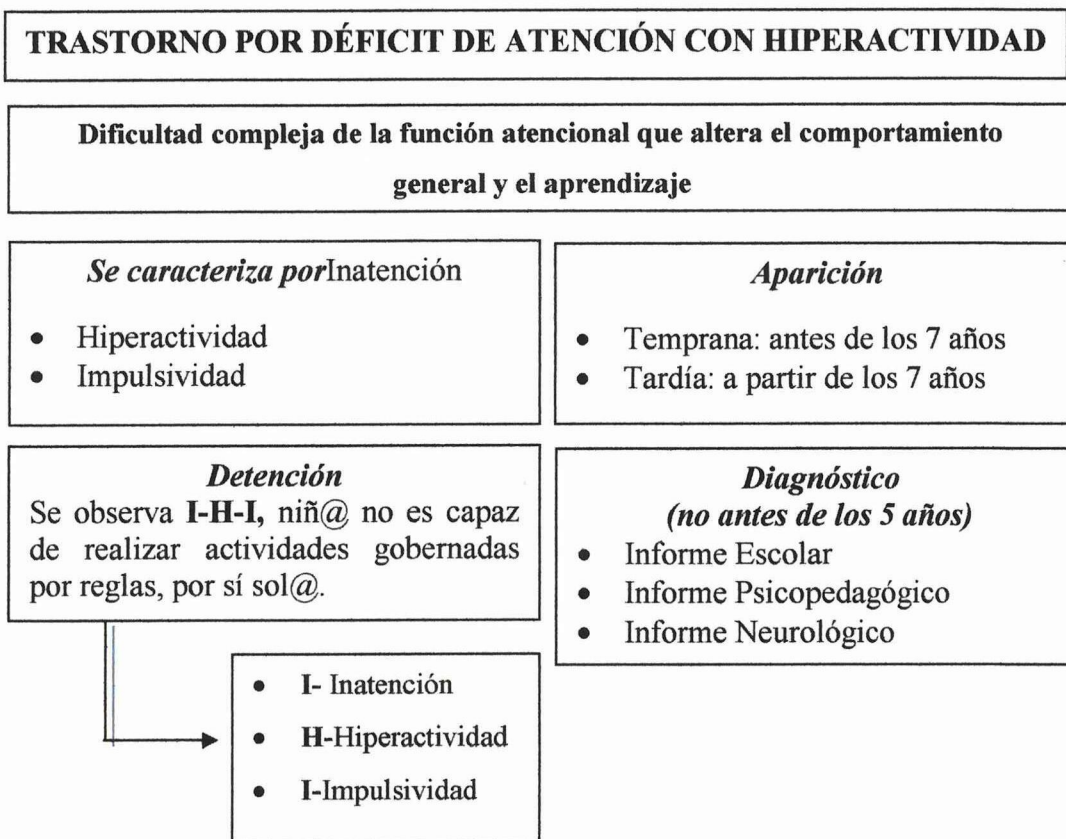 TRASTORNO POR DÉFICIT DE ATENCIÓN CON HIPERACTIVIDAD
Dificultad compleja de la función atencional que altera el comportamiento
general y el aprendizaje
Se caracteriza porInatención
• Hiperactividad
• Impulsividad
Aparición
• Temprana: antes de los 7 años
• Tardía: a partir de los 7 años
Detención
Se observa I-H-I, niñ@ no es capaz
de realizar actividades gobernadas
por reglas, por sí sol@.
Diagnóstico
(no antes de los 5 años)
• Informe Escolar
• Informe Psicopedagógico
• Informe Neurológico
• I- Inatención
• H-Hiperactividad
• I-Impulsividad